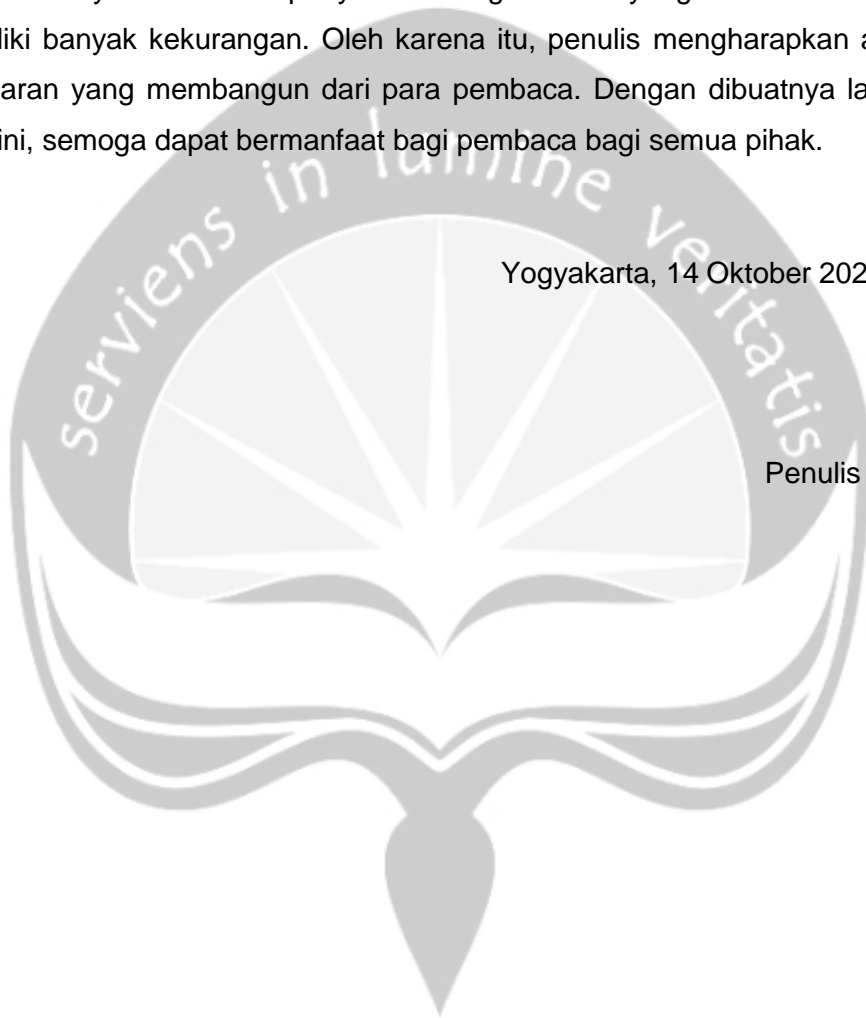 liki banyak kekurangan. Oleh karena itu, penulis mengharapkan a
aran yang membangun dari para pembaca. Dengan dibuatnya la
ini, semoga dapat bermanfaat bagi pembaca bagi semua pihak.
serviens in lumine veritatis
Yogyakarta, 14 Oktober 202
Penulis